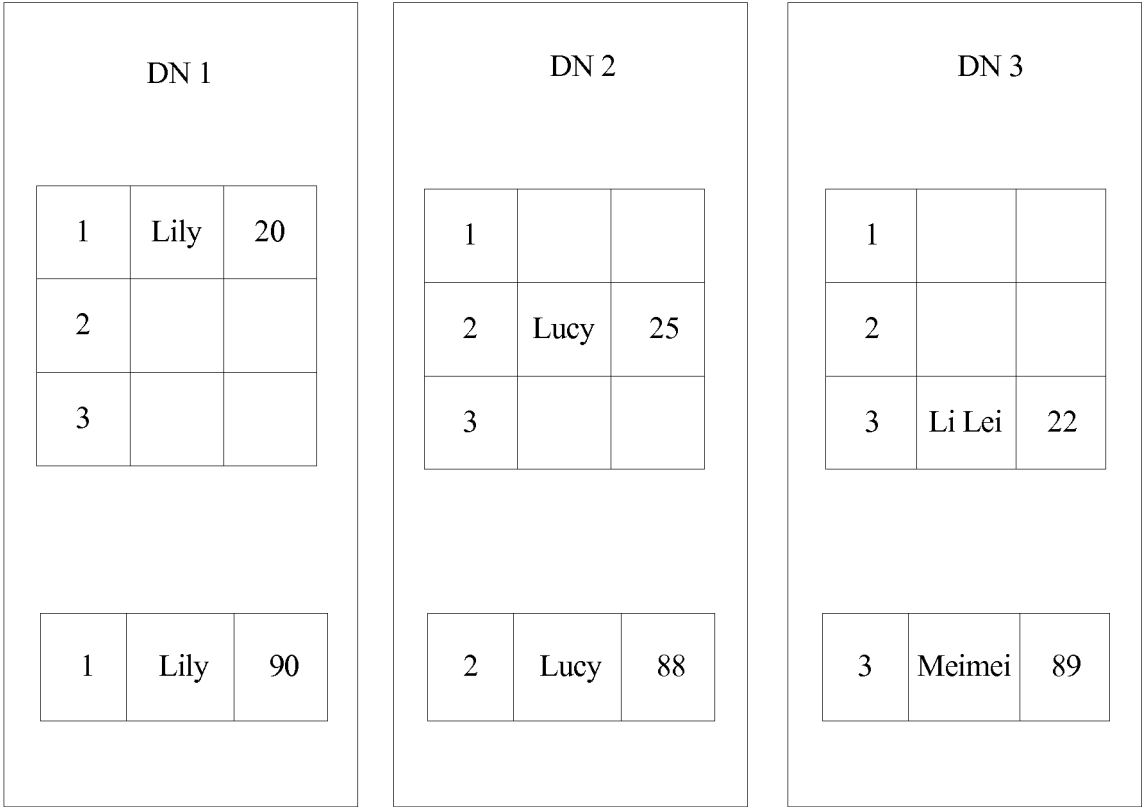 DN 1
1 Lily 20
2
3
1 Lily 90
DN 2
1
2 Lucy 25
3
2 Lucy 88
DN 3
1
2
3 Li Lei 22
3 Meimei 89